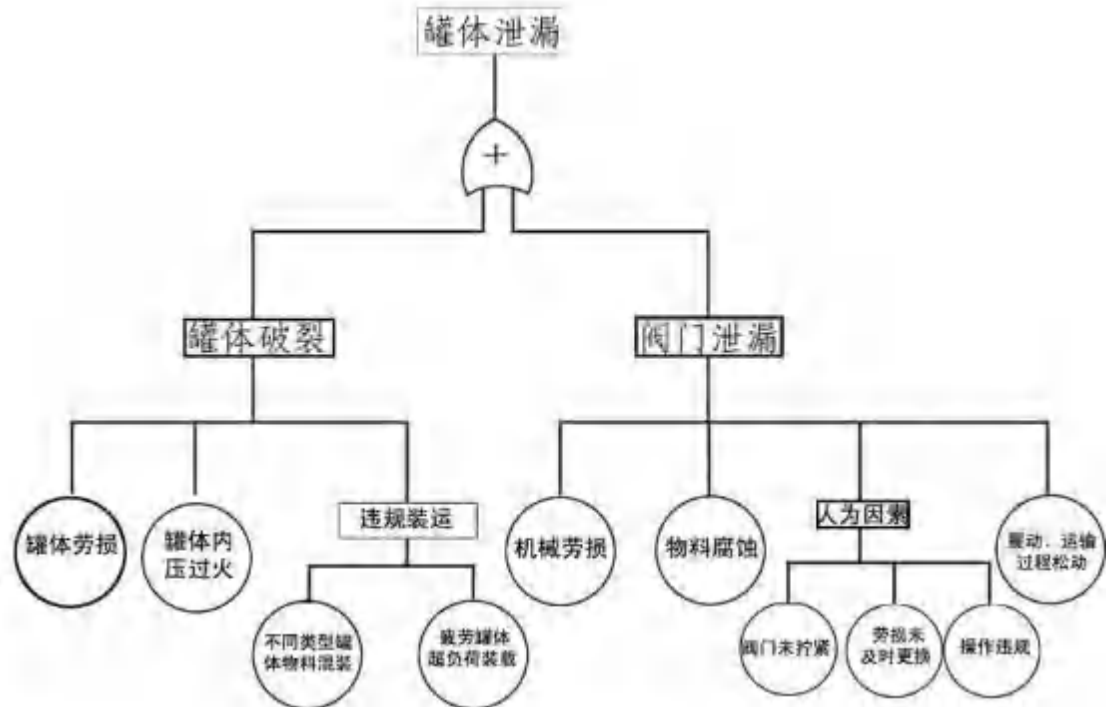 罐体泄漏
+
罐体破裂
阀门泄漏
罐体劳损
罐体内
压过火
违规装运
不同类型罐
体物料混装
疲劳罐体
超负荷装载
机械劳损
物料腐蚀
人为因素
阀门未拧紧
劳损未
及时更换
操作违规
震动、运输
过程松动